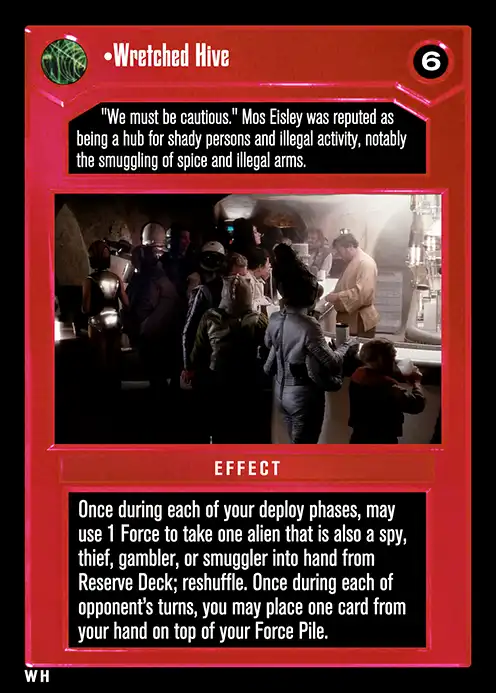 •Wretched Hive
6
"We must be cautious." Mos Eisley was reputed as
being a hub for shady persons and illegal activity, notably
the smuggling of spice and illegal arms.
EFFECT
Once during each of your deploy phases, may
use 1 Force to take one alien that is also a spy,
thief, gambler, or smuggler into hand from
Reserve Deck; reshuffle. Once during each of
opponent's turns, you may place one card from
your hand on top of your Force Pile.
WH